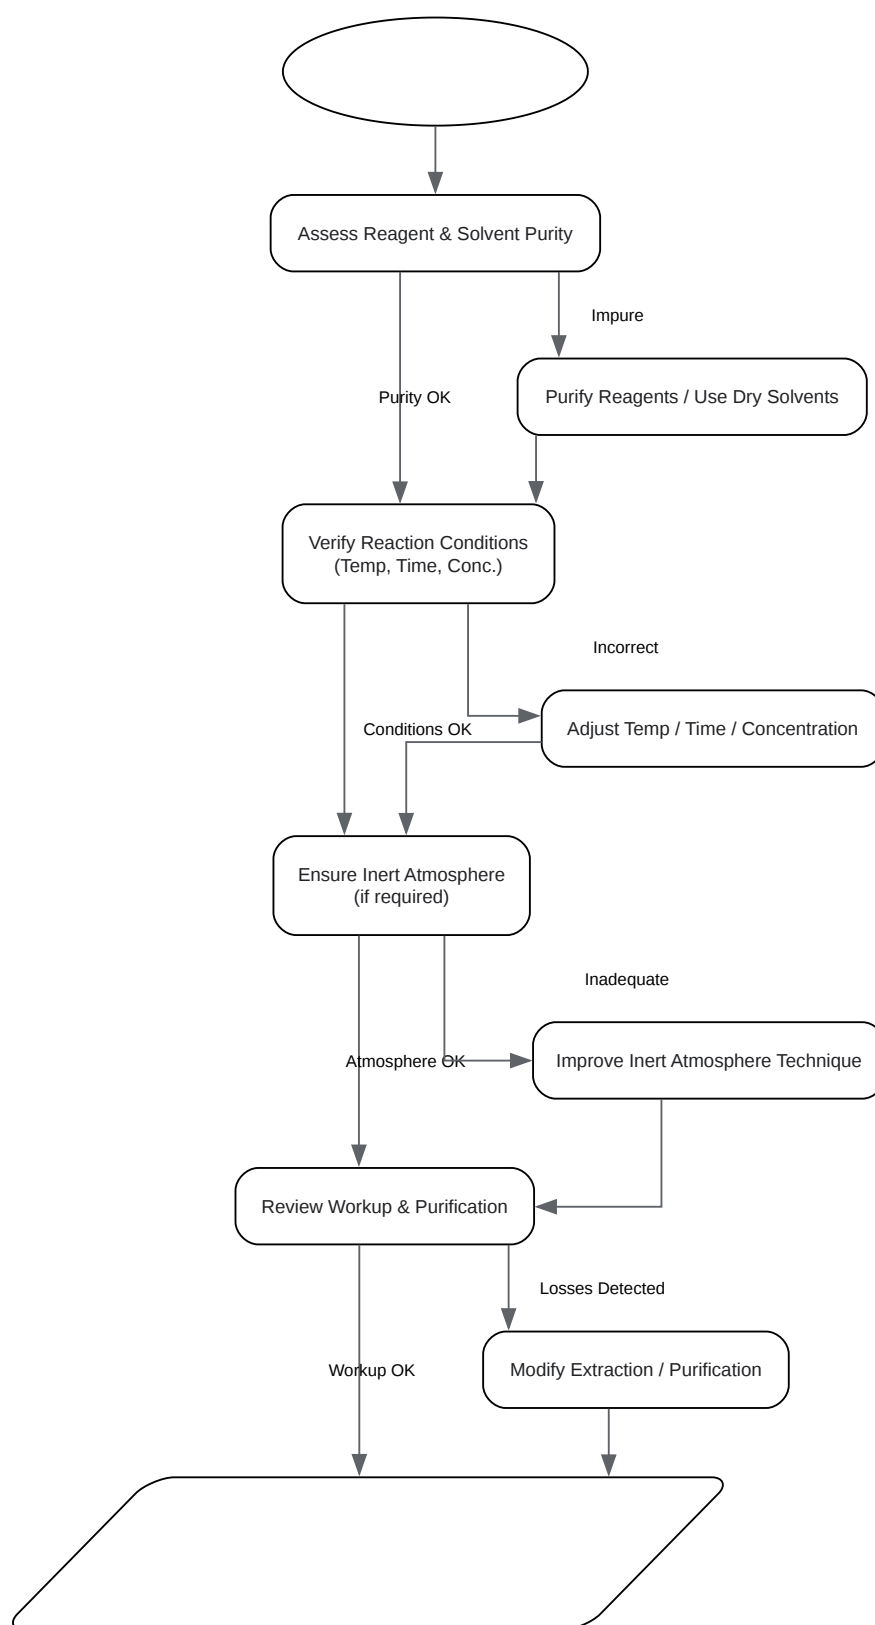 Assess Reagent & Solvent Purity
Impure
Purity OK
Purify Reagents / Use Dry Solvents
Verify Reaction Conditions
(Temp, Time, Conc.)
Incorrect
Conditions OK
Adjust Temp / Time / Concentration
Ensure Inert Atmosphere
(if required)
Inadequate
Atmosphere OK
Improve Inert Atmosphere Technique
Review Workup & Purification
Losses Detected
Workup OK
Modify Extraction / Purification